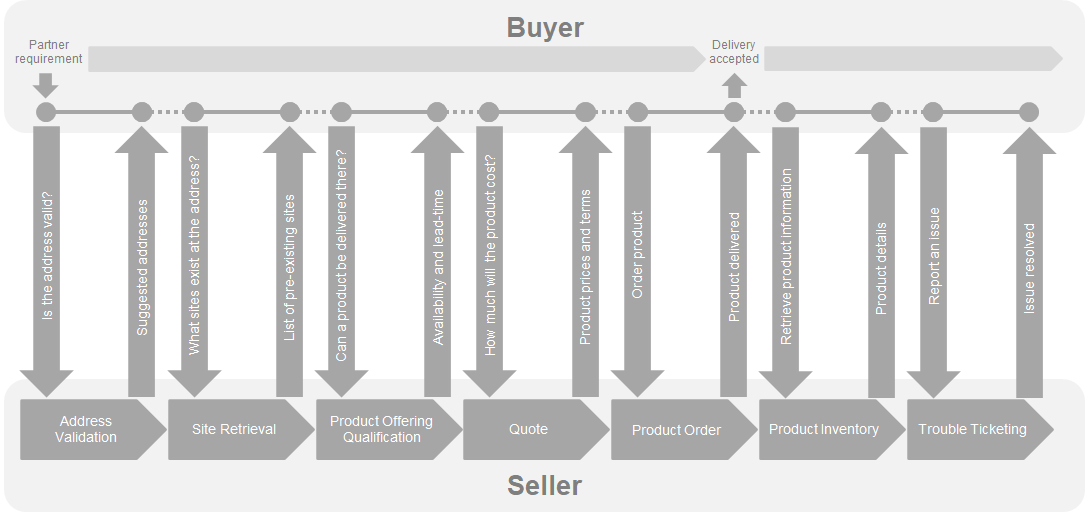 Buyer
Partner
requirement
Delivery
accepted
Is the address valid?
Suggested addresses
What sites exist at the address?
List of pre-existing sites
Can a product be delivered there?
Availability and lead-time
How much will the product cost?
Product prices and terms
Order product
Product delivered
Retrieve product information
Product details
Report an issue
Issue resolved
Address
Validation
Site Retrieval
Product Offering
Qualification
Quote
Product Order
Product Inventory
Trouble Ticketing
Seller